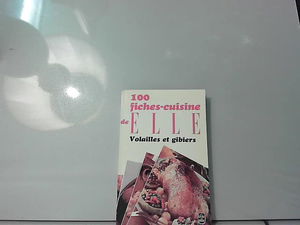 100
fiches-cuisine
de ELLE
Volailles et gibiers